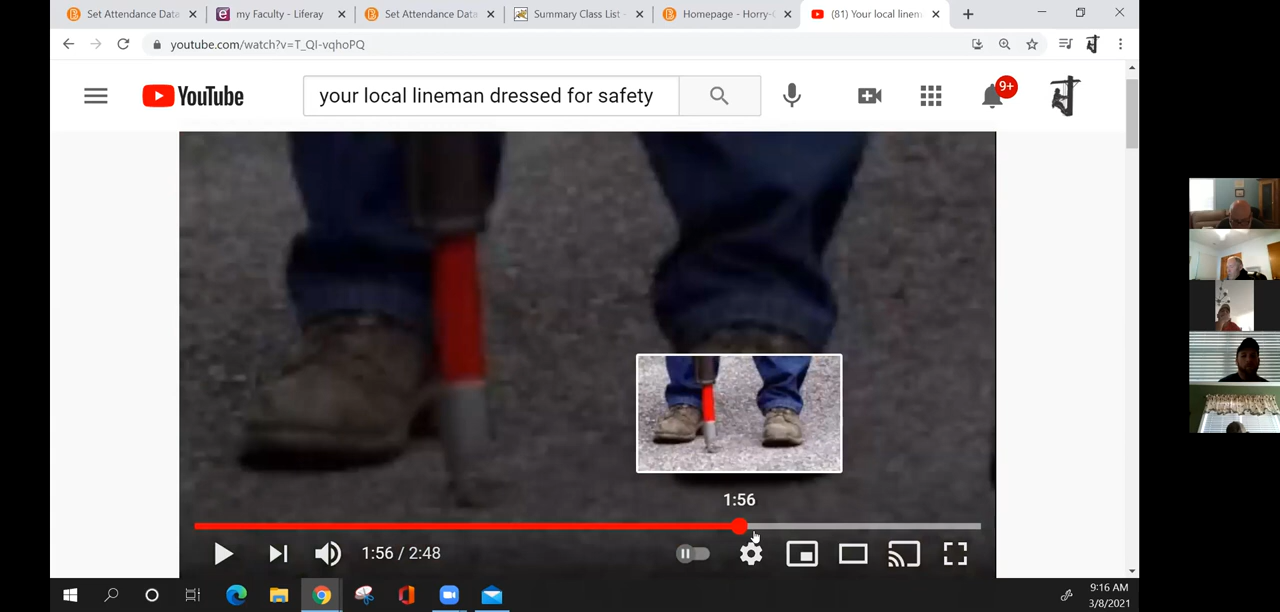 Set Attendance Data
my Faculty - Liferay
Set Attendance Data
Summary Class List -
Homepage - Horry-G
(81) Your local linem
youtube.com/watch?v=T_QI-vqhoPQ
YouTube
your local lineman dressed for safety
9+
1:56
1:56 / 2:48
9:16 AM
3/8/2021